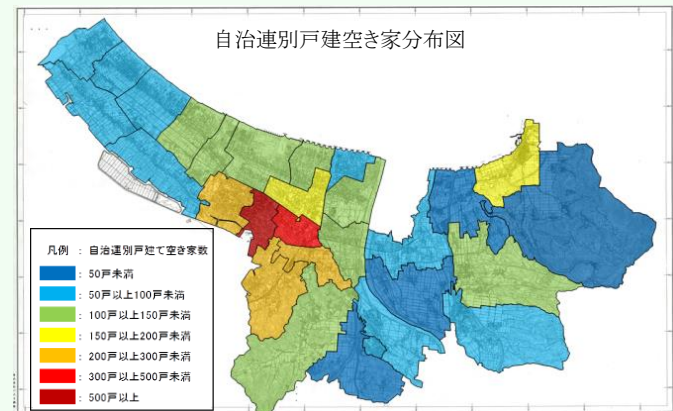 自治連別戸建空き家分布図
凡例 : 自治連別戸建て空き家数
: 50戸未満
: 50戸以上100戸未満
: 100戸以上150戸未満
: 150戸以上200戸未満
: 200戸以上300戸未満
: 300戸以上500戸未満
: 500戸以上